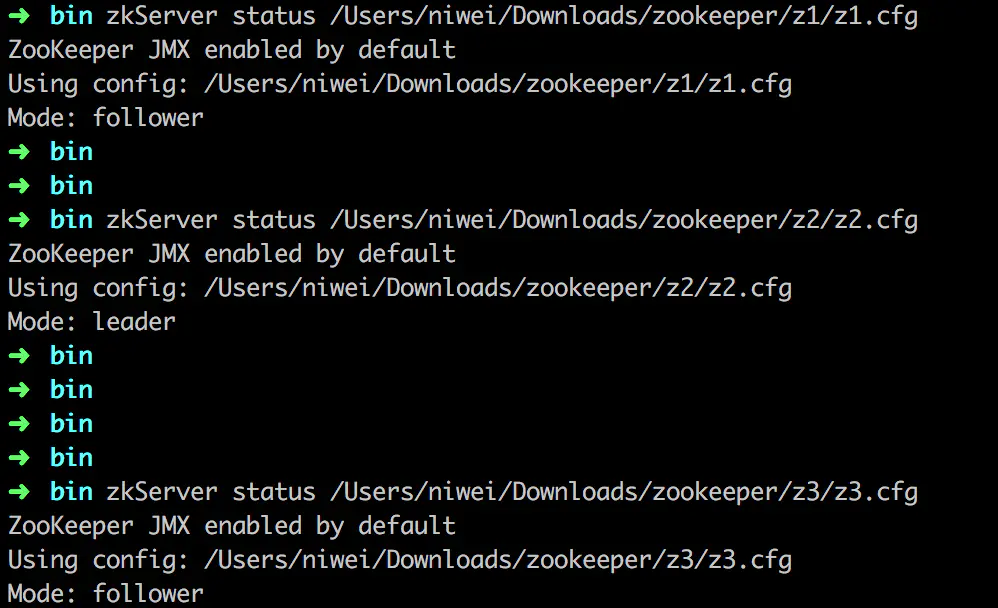 ➜ bin zkServer status /Users/niwei/Downloads/zookeeper/z1/z1.cfg
ZooKeeper JMX enabled by default
Using config: /Users/niwei/Downloads/zookeeper/z1/z1.cfg
Mode: follower
➜ bin
➜ bin
➜ bin zkServer status /Users/niwei/Downloads/zookeeper/z2/z2.cfg
ZooKeeper JMX enabled by default
Using config: /Users/niwei/Downloads/zookeeper/z2/z2.cfg
Mode: leader
➜ bin
➜ bin
➜ bin
➜ bin
➜ bin zkServer status /Users/niwei/Downloads/zookeeper/z3/z3.cfg
ZooKeeper JMX enabled by default
Using config: /Users/niwei/Downloads/zookeeper/z3/z3.cfg
Mode: follower